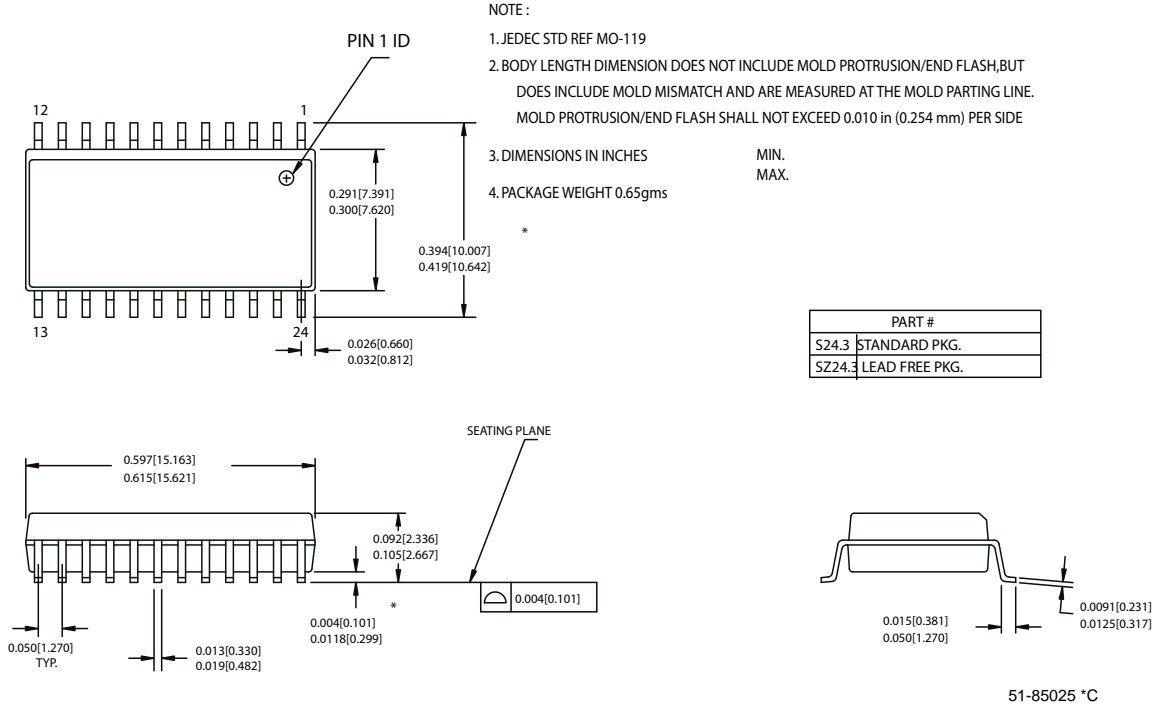 NOTE :
1. JEDEC STD REF MO-119
2. BODY LENGTH DIMENSION DOES NOT INCLUDE MOLD PROTRUSION/END FLASH,BUT
DOES INCLUDE MOLD MISMATCH AND ARE MEASURED AT THE MOLD PARTING LINE.
MOLD PROTRUSION/END FLASH SHALL NOT EXCEED 0.010 in (0.254 mm) PER SIDE
3. DIMENSIONS IN INCHES MIN.
MAX.
4. PACKAGE WEIGHT 0.65gms
*
PIN 1 ID
12 1
0.291[7.391]
0.300[7.620]
0.394[10.007]
0.419[10.642]
13 24
0.026[0.660]
0.032[0.812]
PART #
S24.3 STANDARD PKG.
SZ24.3 LEAD FREE PKG.
SEATING PLANE
0.597[15.163]
0.615[15.621]
0.092[2.336]
0.105[2.667]
*
0.004[0.101]
0.004[0.101]
0.0118[0.299]
0.050[1.270]
TYP.
0.013[0.330]
0.019[0.482]
0.015[0.381]
0.050[1.270]
0.0091[0.231]
0.0125[0.317]
51-85025 *C